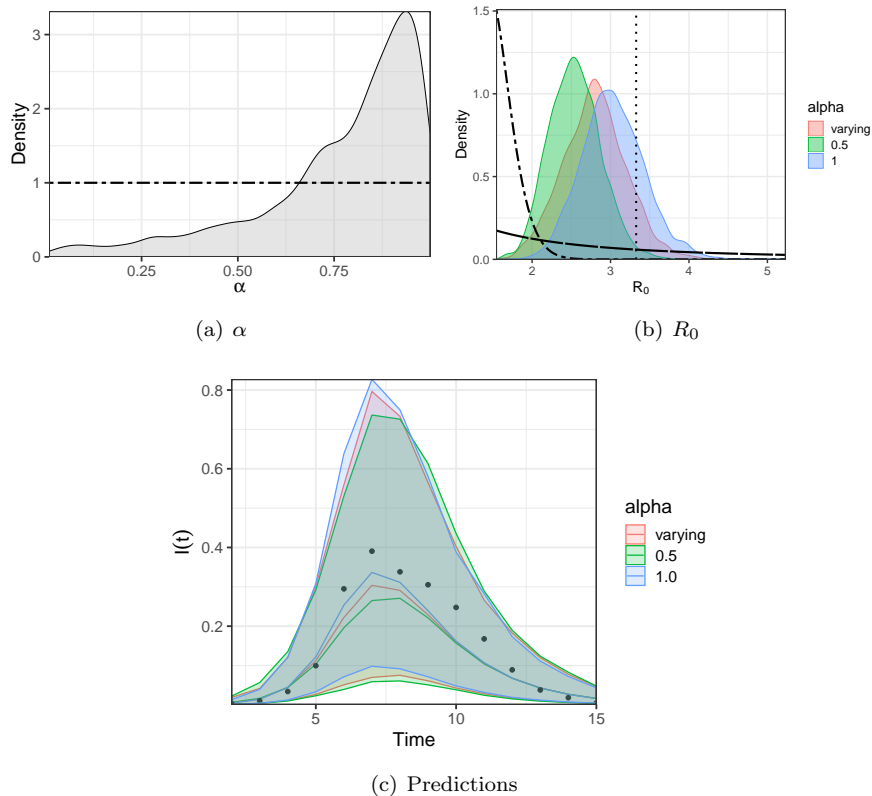 3
2
1
0
Density
0.25
0.50
0.75
α
(a) α
1.5
1.0
0.5
0.0
Density
2
3
4
5
R₀
alpha
varying
0.5
1
(b) R₀
0.8
0.6
0.4
0.2
I(t)
5
10
15
Time
alpha
varying
0.5
1.0
(c) Predictions